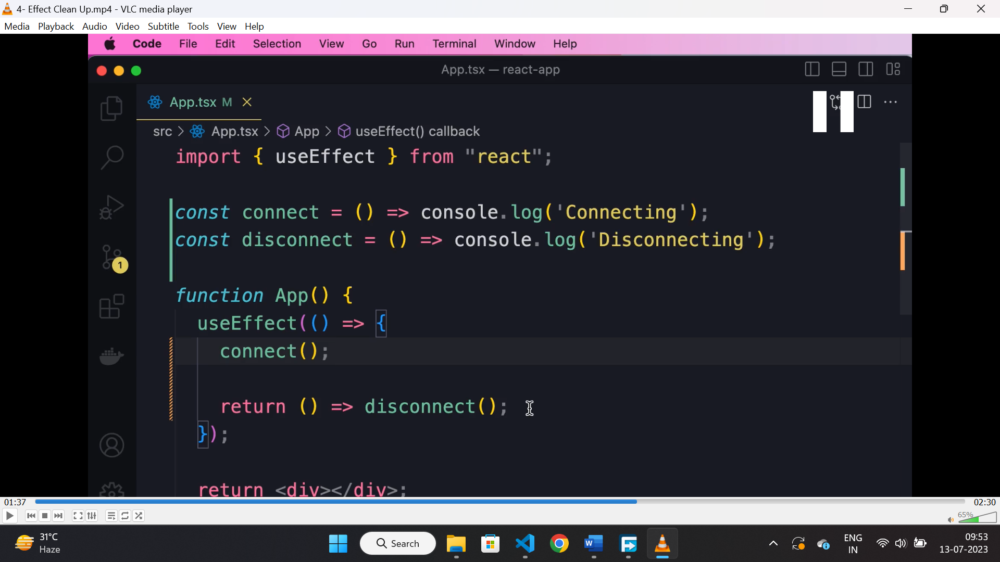 4- Effect Clean Up.mp4 - VLC media player
Media Playback Audio Video Subtitle Tools View Help
Code File Edit Selection View Go Run Terminal Window Help
App.tsx — react-app
App.tsx M
src > App.tsx > App > useEffect() callback
import { useEffect } from "react";
const connect = () => console.log('Connecting');
const disconnect = () => console.log('Disconnecting');
1
function App() {
useEffect(() => {
connect();
return () => disconnect();
});
return <div></div>;
01:37 02:30
65%
31°C
Haze
Search
ENG
IN
09:53
13-07-2023